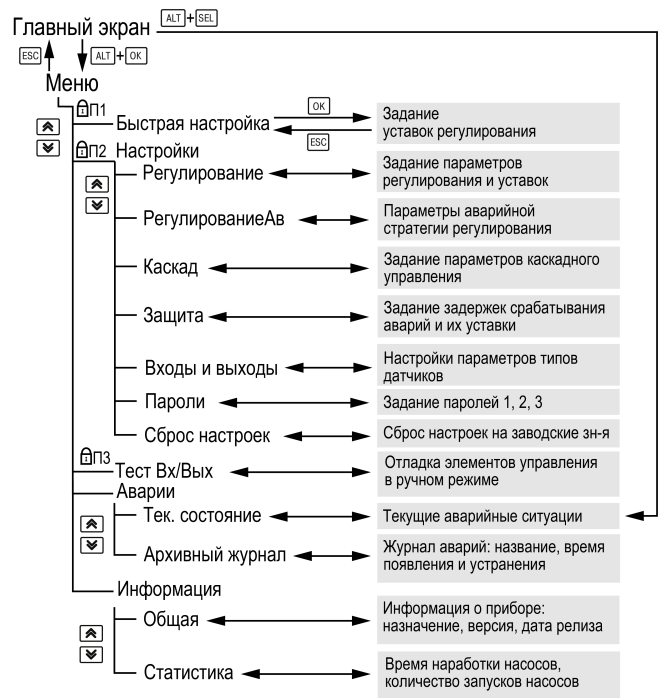 Главный экран
ALT+SEL
ESC
ALT+OK
Меню
П1
Быстрая настройка
OK
ESC
Задание
уставок регулирования
П2 Настройки
Регулирование
Задание параметров
регулирования и уставок
РегулированиеАв
Параметры аварийной
стратегии регулирования
Каскад
Задание параметров каскадного
управления
Защита
Задание задержек срабатывания
аварий и их уставки
Входы и выходы
Настройки параметров типов
датчиков
Пароли
Задание паролей 1, 2, 3
Сброс настроек
Сброс настроек на заводские зн-я
П3
Тест Вх/Вых
Отладка элементов управления
в ручном режиме
Аварии
Тек. состояние
Текущие аварийные ситуации
Архивный журнал
Журнал аварий: название, время
появления и устранения
Информация
Общая
Информация о приборе:
назначение, версия, дата релиза
Статистика
Время наработки насосов,
количество запусков насосов